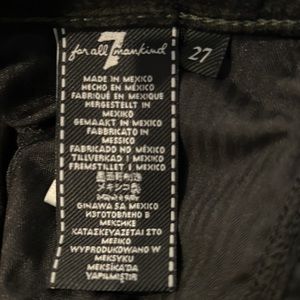 7
for all mankind
27
MADE IN MEXICO
HECHO EN MÉXICO
FABRIQUÉ EN MEXIQUE
HERGESTELLT IN
MEXIKO
GEMAAKT IN MEXICO
FABBRICATO IN
MESSICO
FABRICADO NO MÉXICO
TILLVERKAD I MEXICO
FREMSTILLET I MEXICO
墨西哥制造
メキシコ製
GINAWA SA MEXICO
ИЗГОТОВЛЕНО В
МЕКСИКЕ
ΚΑΤΑΣΚΕΥΑΖΕΤΑΙ ΣΤΟ
ΜΕΞΙΚΟ
WYPRODUKOWANO W
MEKSYKU
MEKSİKA'DA
YAPILMIŞTIR